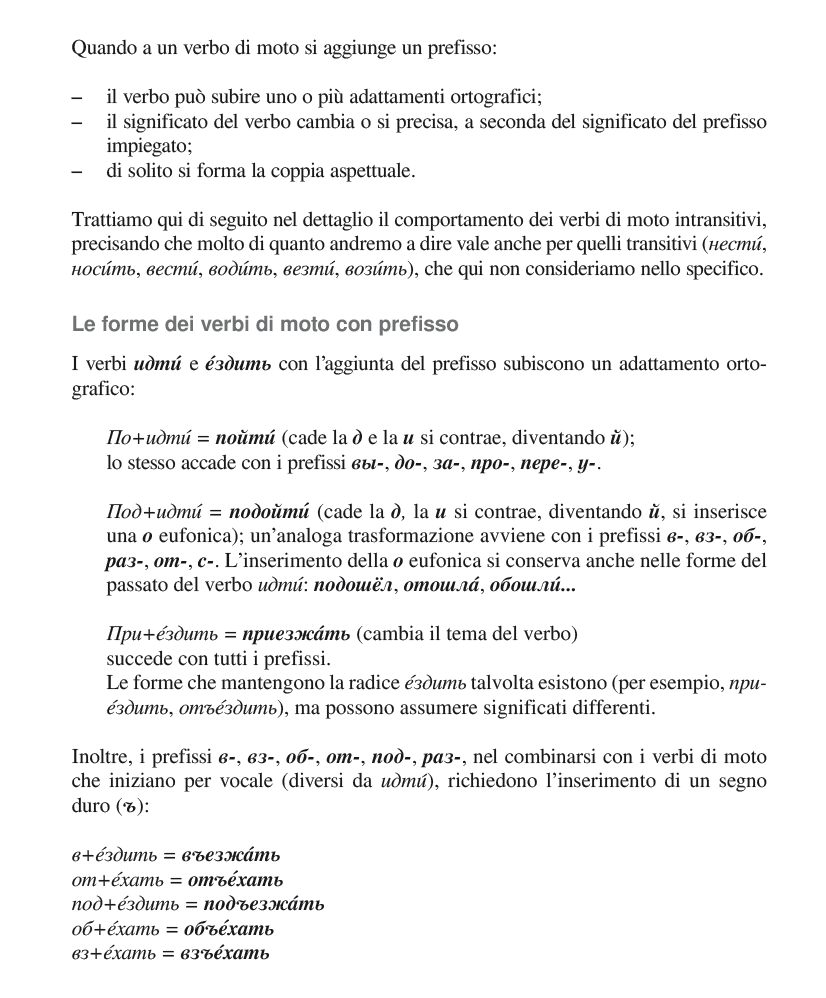 Quando a un verbo di moto si aggiunge un prefisso:
– il verbo può subire uno o più adattamenti ortografici;
– il significato del verbo cambia o si precisa, a seconda del significato del prefisso
impiegato;
– di solito si forma la coppia aspettuale.
Trattiamo qui di seguito nel dettaglio il comportamento dei verbi di moto intransitivi,
precisando che molto di quanto andremo a dire vale anche per quelli transitivi (нести́,
носи́ть, вести́, води́ть, везти́, вози́ть), che qui non consideriamo nello specifico.
Le forme dei verbi di moto con prefisso
I verbi идти́ e е́здить con l’aggiunta del prefisso subiscono un adattamento orto-
grafico:
По+идти́ = пойти́ (cade la д e la и si contrae, diventando й);
lo stesso accade con i prefissi вы-, до-, за-, про-, пере-, у-.
Под+идти́ = подойти́ (cade la д, la и si contrae, diventando й, si inserisce
una о eufonica); un’analoga trasformazione avviene con i prefissi в-, вз-, об-,
раз-, от-, с-. L’inserimento della о eufonica si conserva anche nelle forme del
passato del verbo идти́: подошёл, отошла́, обошли́...
При+е́здить = приезжа́ть (cambia il tema del verbo)
succede con tutti i prefissi.
Le forme che mantengono la radice е́здить talvolta esistono (per esempio, при-
е́здить, отъе́здить), ma possono assumere significati differenti.
Inoltre, i prefissi в-, вз-, об-, от-, под-, раз-, nel combinarsi con i verbi di moto
che iniziano per vocale (diversi da идти́), richiedono l’inserimento di un segno
duro (ъ):
в+е́здить = въезжа́ть
от+е́хать = отъе́хать
под+е́здить = подъезжа́ть
об+е́хать = объе́хать
вз+е́хать = взъе́хать